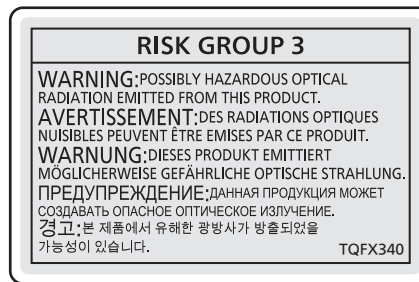 RISK GROUP 3
WARNING:POSSIBLY HAZARDOUS OPTICAL
RADIATION EMITTED FROM THIS PRODUCT.
AVERTISSEMENT:DES RADIATIONS OPTIQUES
NUISIBLES PEUVENT ÊTRE EMISES PAR CE PRODUIT.
WARNUNG:DIESES PRODUKT EMITTIERT
MÖGLICHERWEISE GEFÄHRLICHE OPTISCHE STRAHLUNG.
ПРЕДУПРЕЖДЕНИЕ:ДАННАЯ ПРОДУКЦИЯ МОЖЕТ
СОЗДАВАТЬ ОПАСНОЕ ОПТИЧЕСКОЕ ИЗЛУЧЕНИЕ.
경고:본 제품에서 유해한 광방사가 방출되었을
가능성이 있습니다.
TQFX340